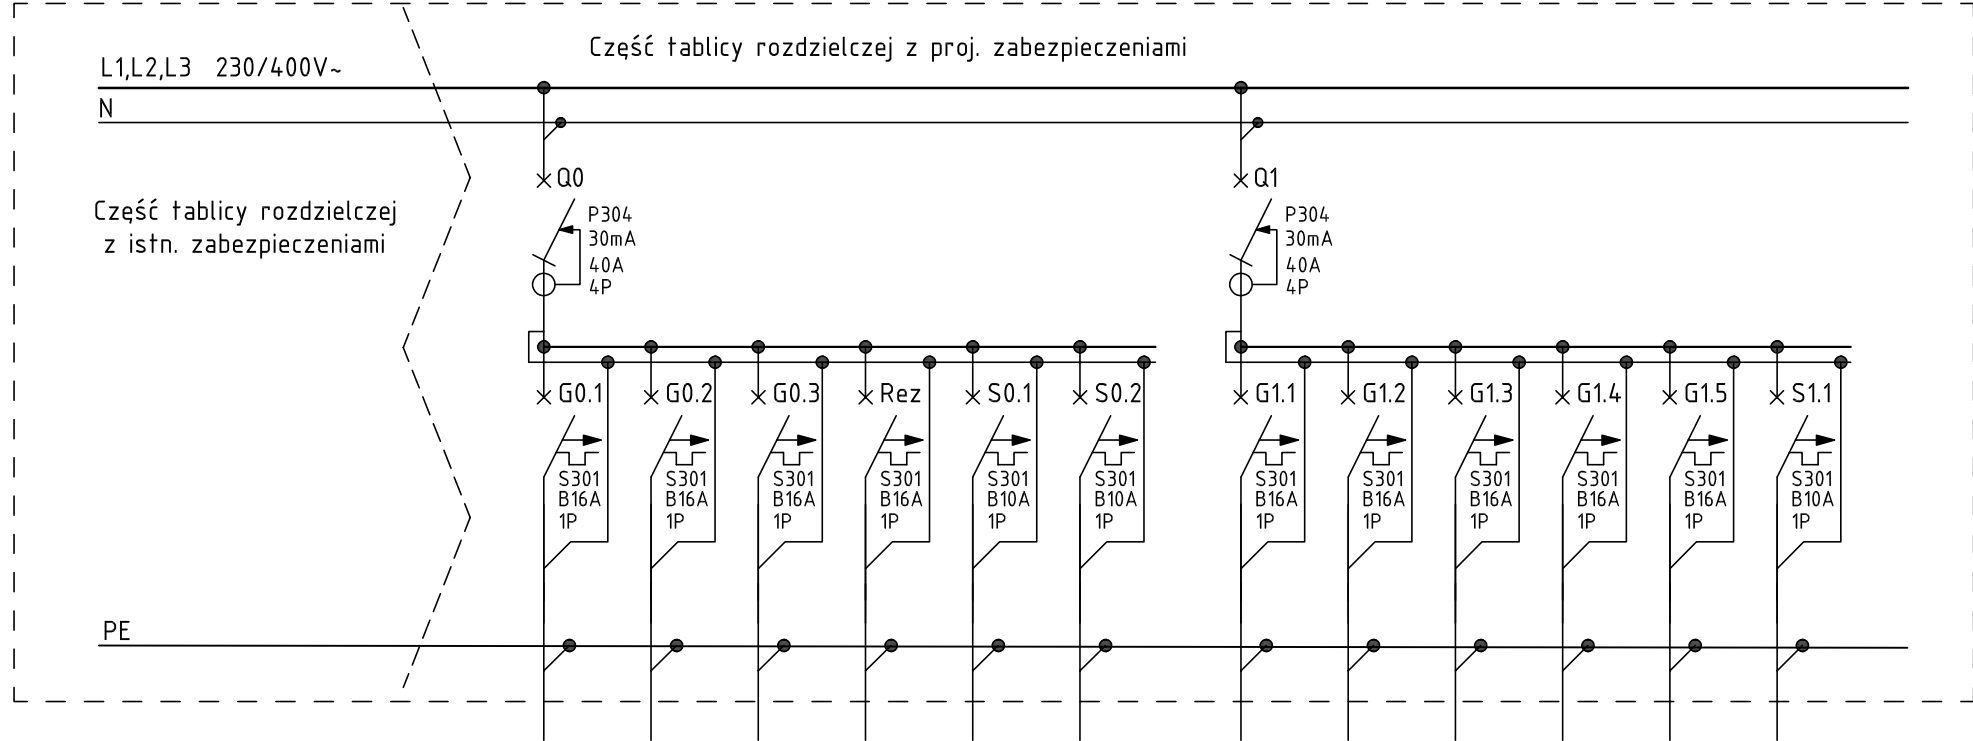 Część tablicy rozdzielczej z proj. zabezpieczeniami
L1,L2,L3 230/400V~
N
Część tablicy rozdzielczej
z istn. zabezpieczeniami
Q0
P304
30mA
40A
4P
Q1
P304
30mA
40A
4P
G0.1
S301
B16A
1P
G0.2
S301
B16A
1P
G0.3
S301
B16A
1P
Rez
S301
B16A
1P
S0.1
S301
B10A
1P
S0.2
S301
B10A
1P
G1.1
S301
B16A
1P
G1.2
S301
B16A
1P
G1.3
S301
B16A
1P
G1.4
S301
B16A
1P
G1.5
S301
B16A
1P
S1.1
S301
B10A
1P
PE